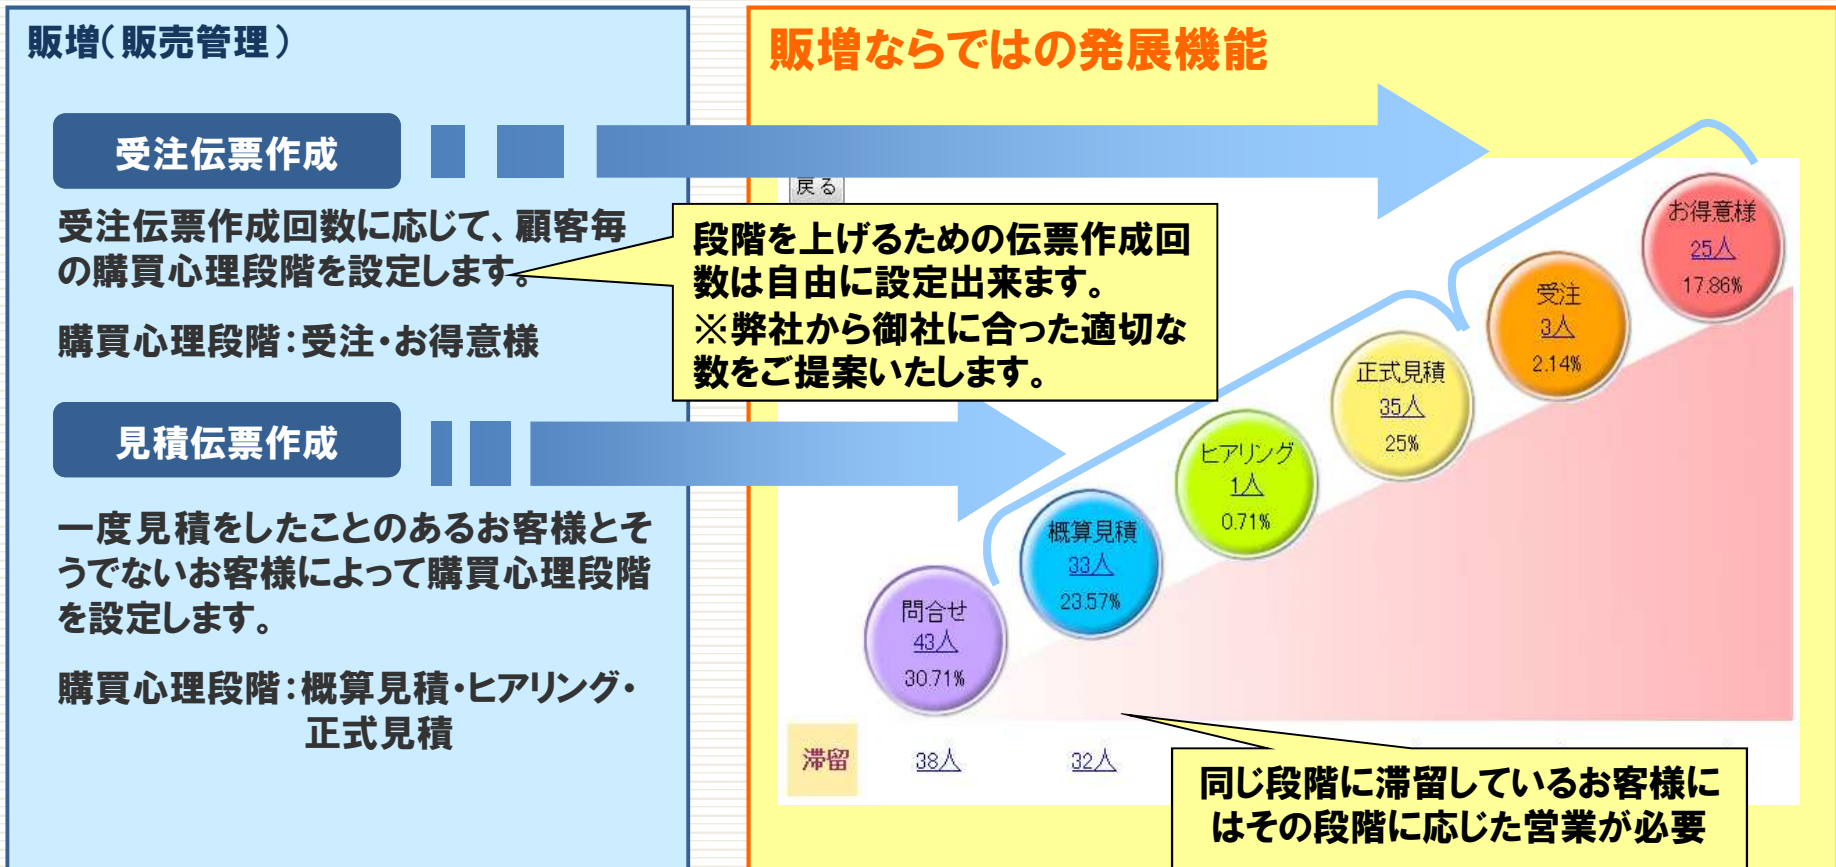 販増(販売管理)
受注伝票作成
受注伝票作成回数に応じて、顧客毎
の購買心理段階を設定します。
購買心理段階:受注・お得意様
見積伝票作成
一度見積をしたことのあるお客様とそ
うでないお客様によって購買心理段階
を設定します。
購買心理段階:概算見積・ヒアリング・
正式見積
販増ならではの発展機能
戻る
段階を上げるための伝票作成回
数は自由に設定出来ます。
※弊社から御社に合った適切な
数をご提案いたします。
お得意様
25人
17.86%
受注
3人
2.14%
正式見積
35人
25%
ヒアリング
1人
0.71%
概算見積
33人
23.57%
問合せ
43人
30.71%
滞留
38人
32人
同じ段階に滞留しているお客様に
はその段階に応じた営業が必要